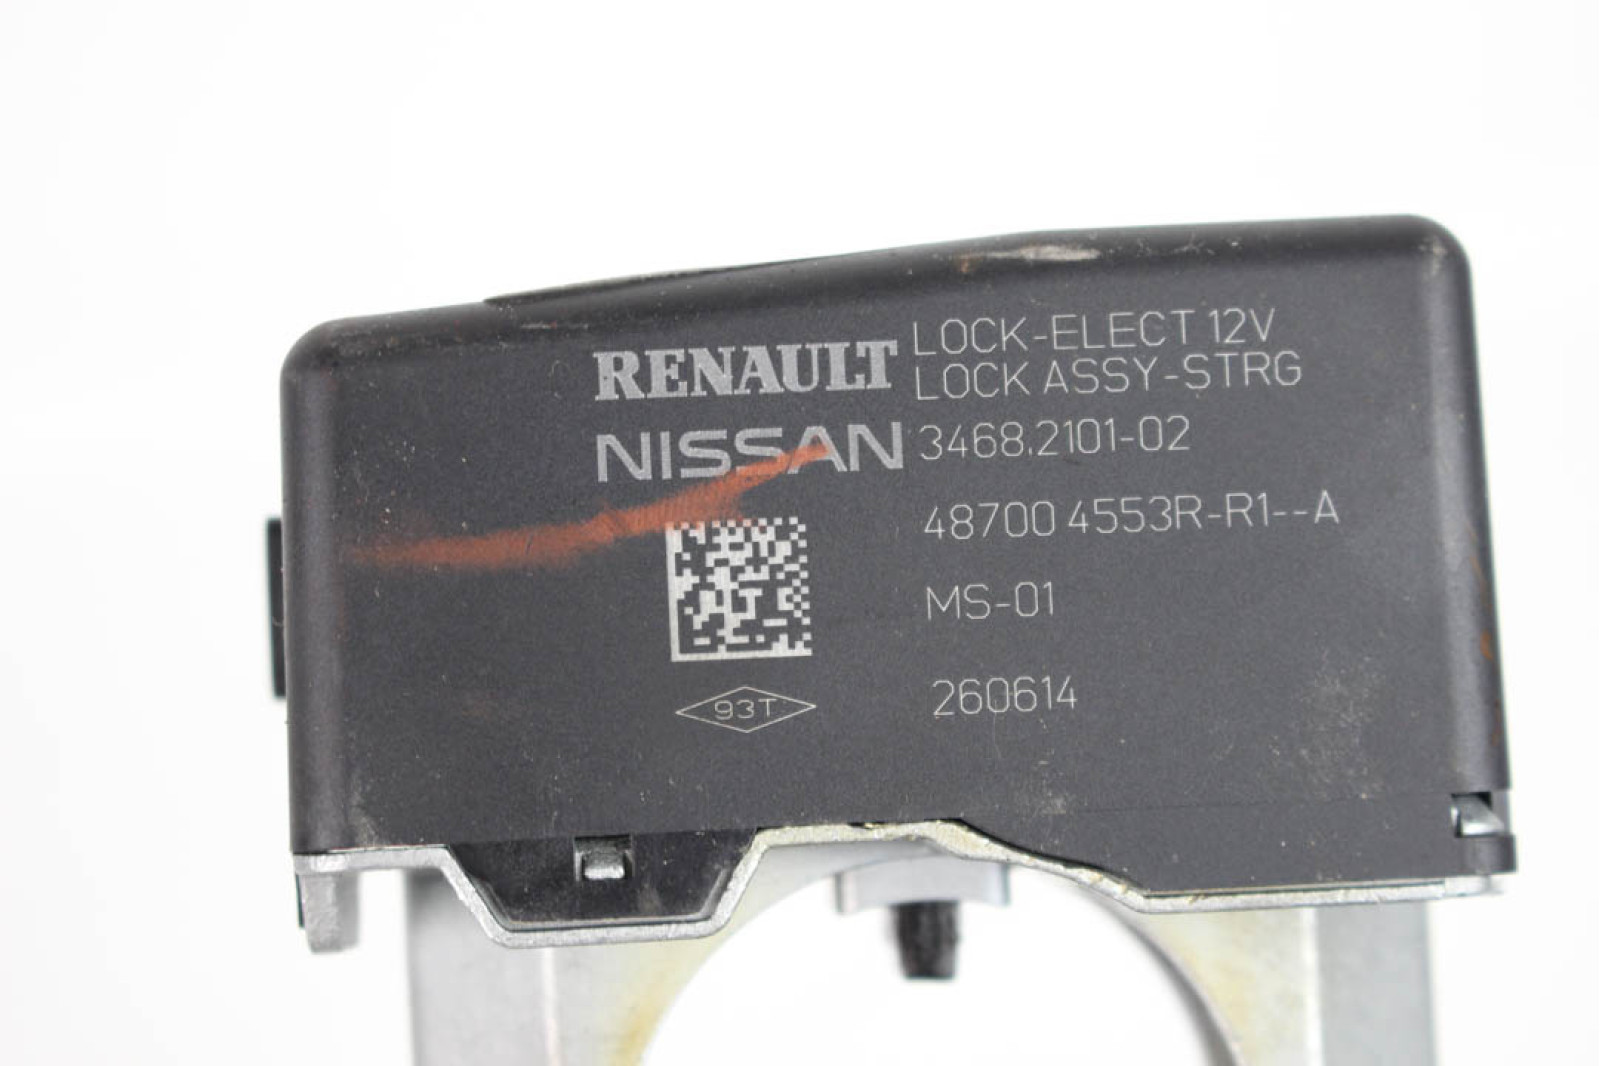 RENAULT LOCK-ELECT 12V
LOCK ASSY-STRG
NISSAN 3468.2101-02
48700 4553R-R1--A
MS-01
93T 260614